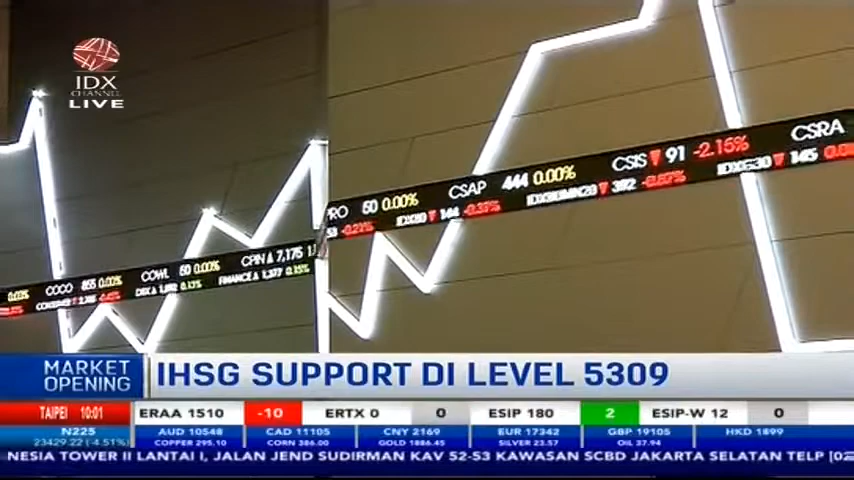 IDX
CHANNEL
LIVE
RO 50 0.00% CSAP 444 0.00% CSIS 91 -2.15% CSRA
COCO 855 0.00% COWL 50 0.00% CPIN 7,175
FINANCE 1,377
MARKET
OPENING
IHSG SUPPORT DI LEVEL 5309
TAIPEI 10:01 ERAA 1510 -10 ERTX 0 0 ESIP 180 2 ESIP-W 12 0
N225 AUD 10548 CAD 11105 CNY 2169 EUR 17342 GBP 19105 HKD 1899
23429.22 (-4.51%) COPPER 295.10 CORN 386.00 GOLD 1886.45 SILVER 23.57 OIL 37.94
NESIA TOWER II LANTAI I, JALAN JEND SUDIRMAN KAV 52-53 KAWASAN SCBD JAKARTA SELATAN TELP [02